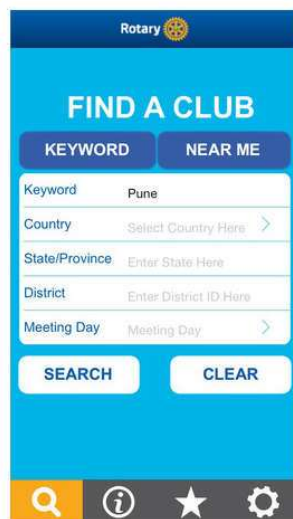 Rotary
FIND A CLUB
KEYWORD NEAR ME
Keyword Pune
Country Select Country Here
State/Province Enter State Here
District Enter District ID Here
Meeting Day Meeting Day
SEARCH CLEAR